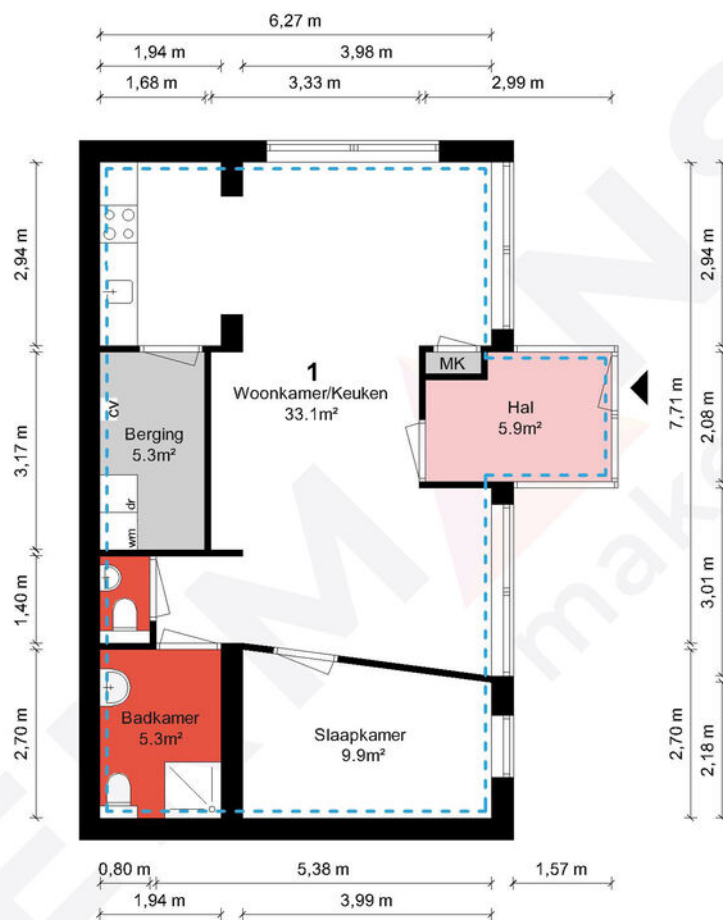 6,27 m
1,94 m 3,98 m
1,68 m 3,33 m 2,99 m
2,94 m
3,17 m
1,40 m
2,70 m
1
Woonkamer/Keuken
33.1m²
MK
Hal
5.9m²
CV
Berging
5.3m²
dr
wm
Badkamer
5.3m²
Slaapkamer
9.9m²
7,71 m
2,70 m
2,94 m
2,08 m
3,01 m
2,18 m
0,80 m 5,38 m 1,57 m
1,94 m 3,99 m